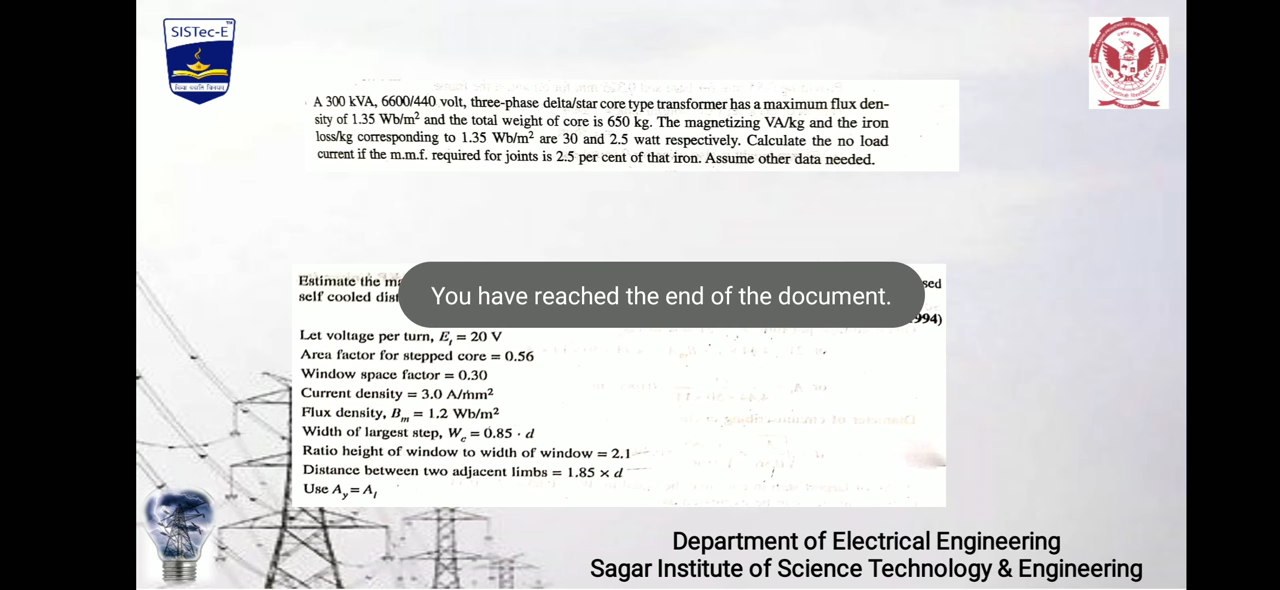 SISTec-E
TM
A 300 kVA, 6600/440 volt, three-phase delta/star core type transformer has a maximum flux den-
sity of 1.35 Wb/m² and the total weight of core is 650 kg. The magnetizing VA/kg and the iron
loss/kg corresponding to 1.35 Wb/m² are 30 and 2.5 watt respectively. Calculate the no load
current if the m.m.f. required for joints is 2.5 per cent of that iron. Assume other data needed.
Estimate the
self cooled
You have reached the end of the document.
Let voltage per turn, Eₜ = 20 V
Area factor for stepped core = 0.56
Window space factor = 0.30
Current density = 3.0 A/mm²
Flux density, Bₘ = 1.2 Wb/m²
Width of largest step, W꜀ = 0.85 · d
Ratio height of window to width of window = 2.1
Distance between two adjacent limbs = 1.85 × d
Use Aᵧ = Aₗ
Department of Electrical Engineering
Sagar Institute of Science Technology & Engineering